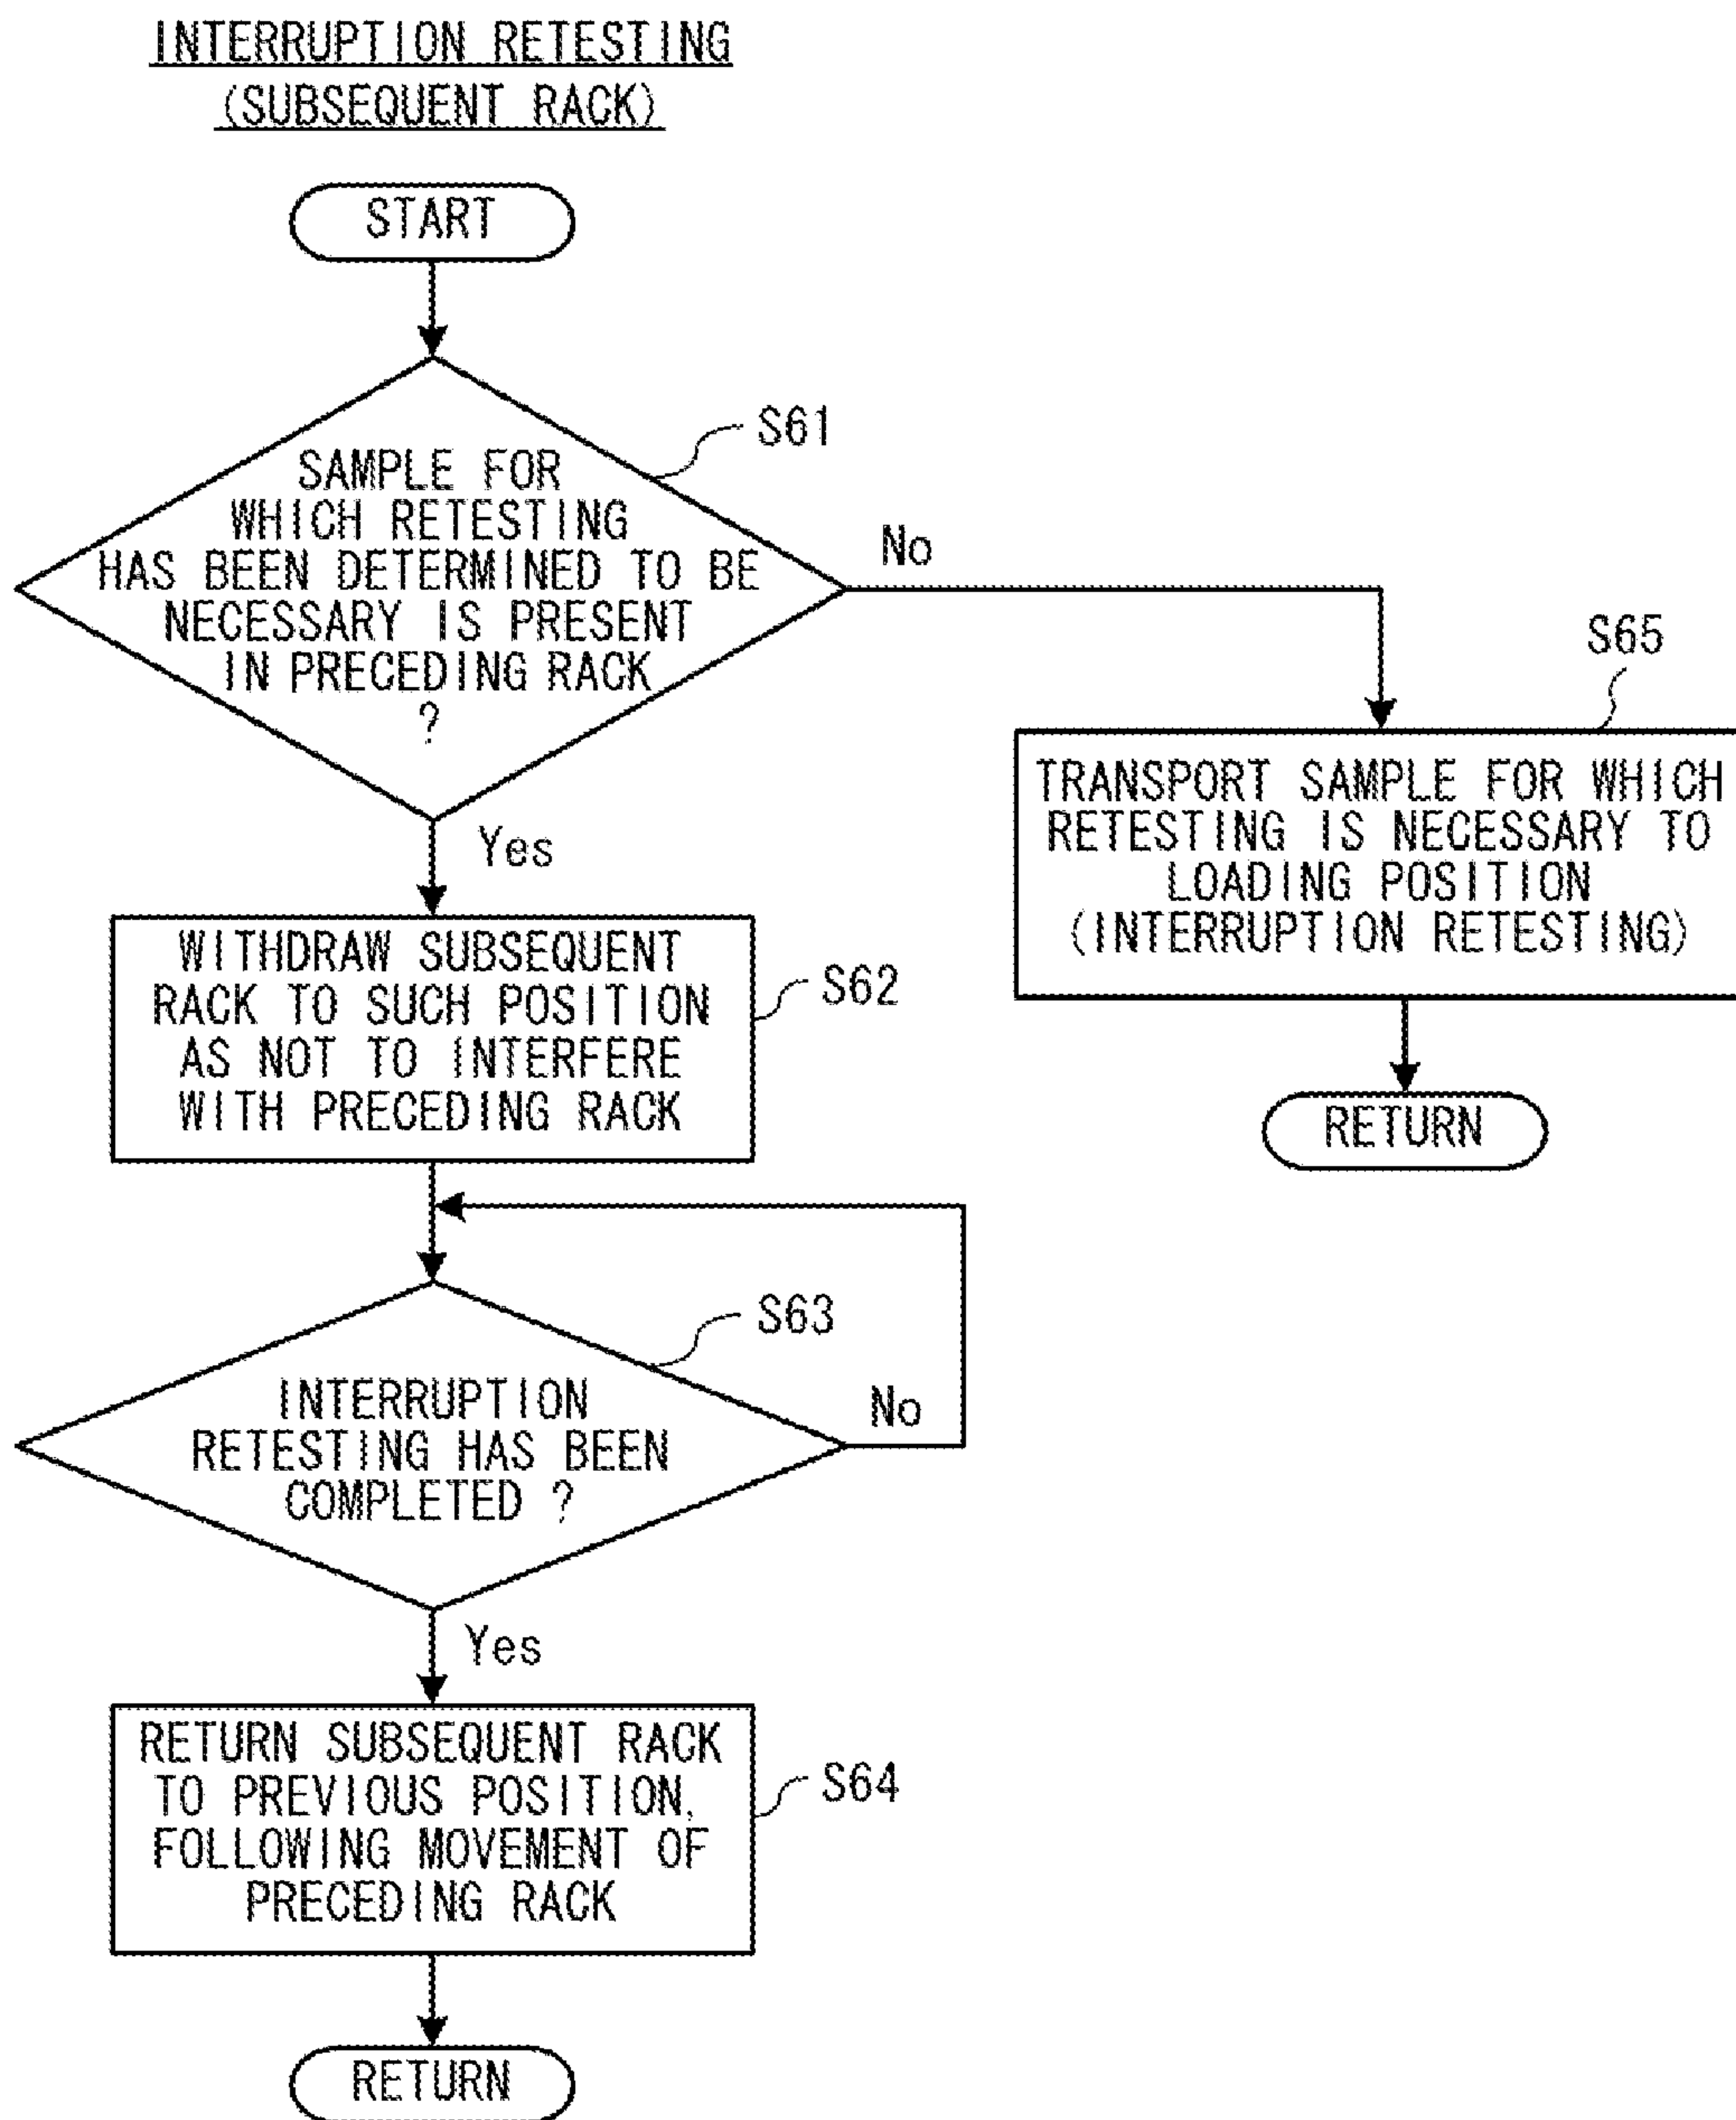 INTERRUPTION RETESTING
(SUBSEQUENT RACK)
START
S61
SAMPLE FOR
WHICH RETESTING
HAS BEEN DETERMINED TO BE
NECESSARY IS PRESENT
IN PRECEDING RACK
?
No
Yes
S65
TRANSPORT SAMPLE FOR WHICH
RETESTING IS NECESSARY TO
LOADING POSITION
(INTERRUPTION RETESTING)
RETURN
WITHDRAW SUBSEQUENT
RACK TO SUCH POSITION
AS NOT TO INTERFERE
WITH PRECEDING RACK
S62
S63
INTERRUPTION
RETESTING HAS BEEN
COMPLETED ?
No
Yes
RETURN SUBSEQUENT RACK
TO PREVIOUS POSITION,
FOLLOWING MOVEMENT OF
PRECEDING RACK
S64
RETURN